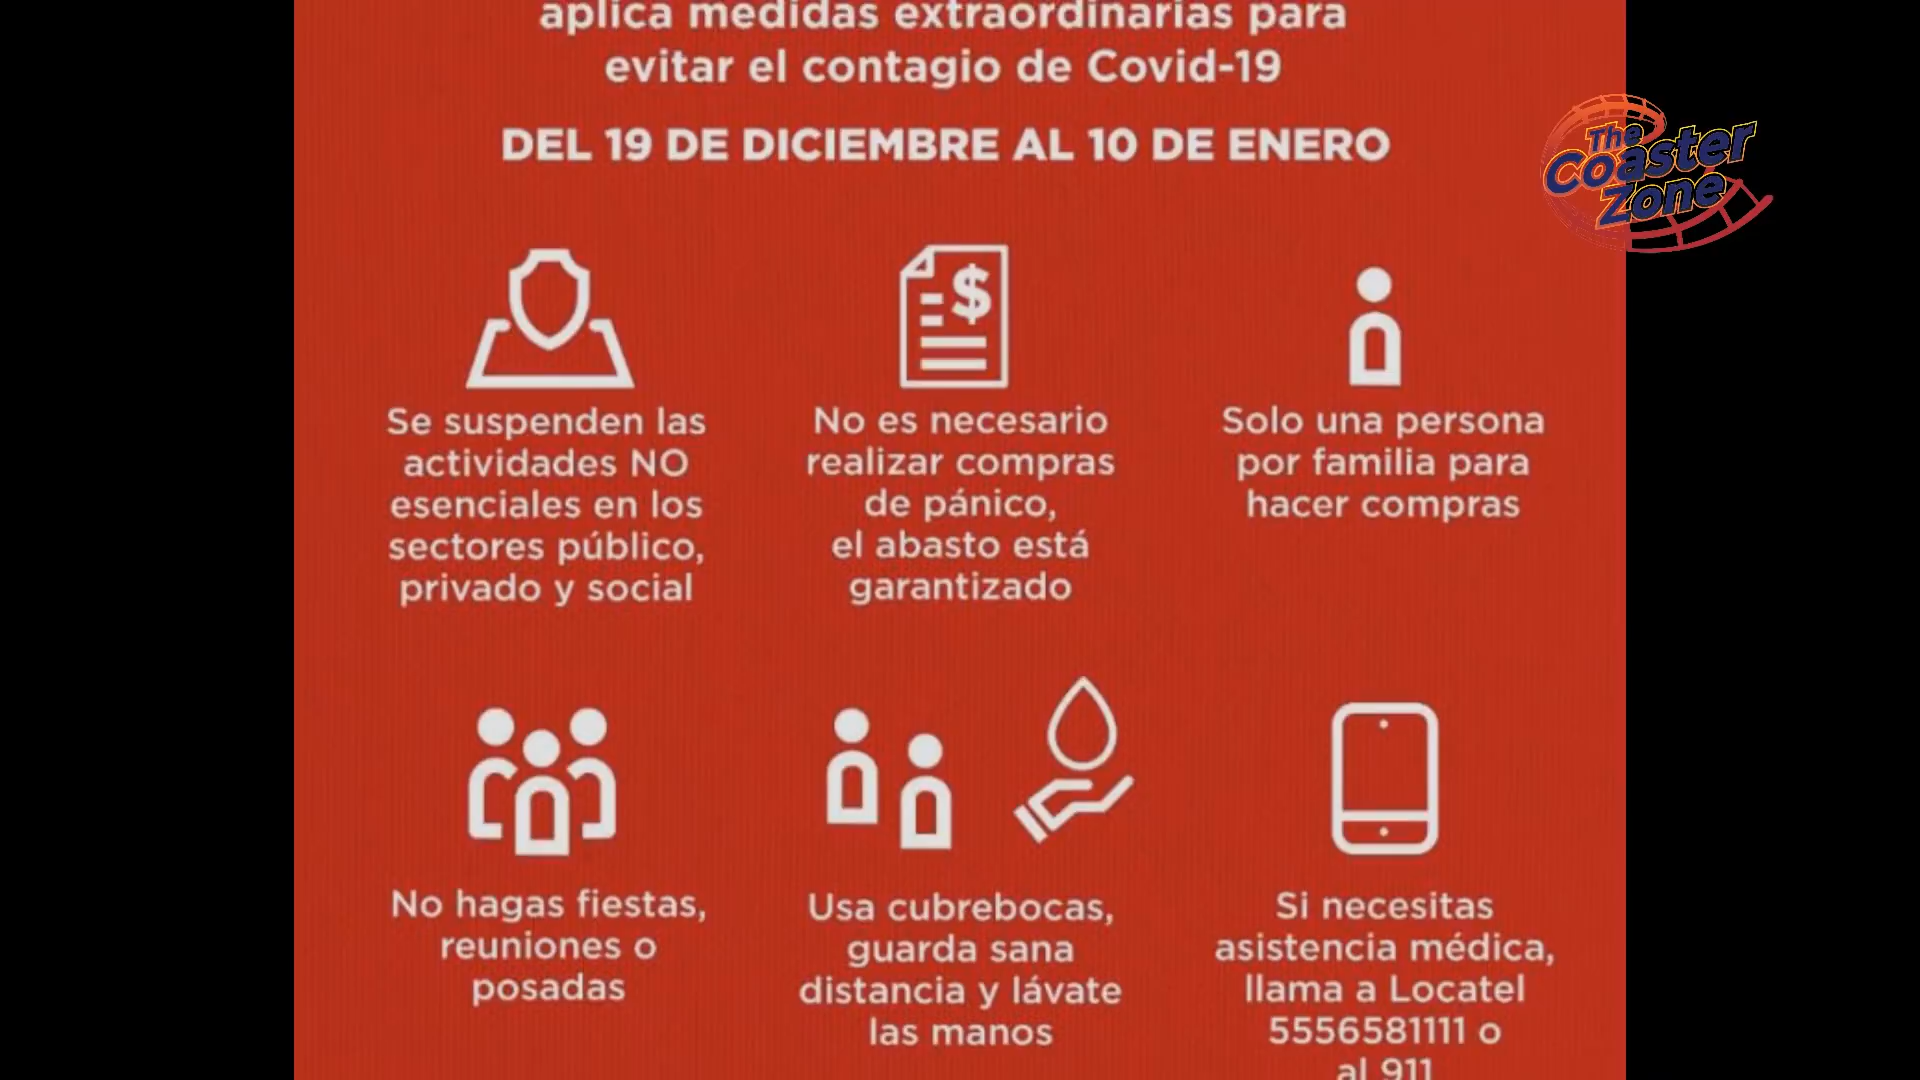 aplica medidas extraordinarias para
evitar el contagio de Covid-19
DEL 19 DE DICIEMBRE AL 10 DE ENERO
The
Coaster
Zone
$
Se suspenden las
actividades NO
esenciales en los
sectores público,
privado y social
No es necesario
realizar compras
de pánico,
el abasto está
garantizado
Solo una persona
por familia para
hacer compras
No hagas fiestas,
reuniones o
posadas
Usa cubrebocas,
guarda sana
distancia y lávate
las manos
Si necesitas
asistencia médica,
llama a Locatel
5556581111 o
al 911